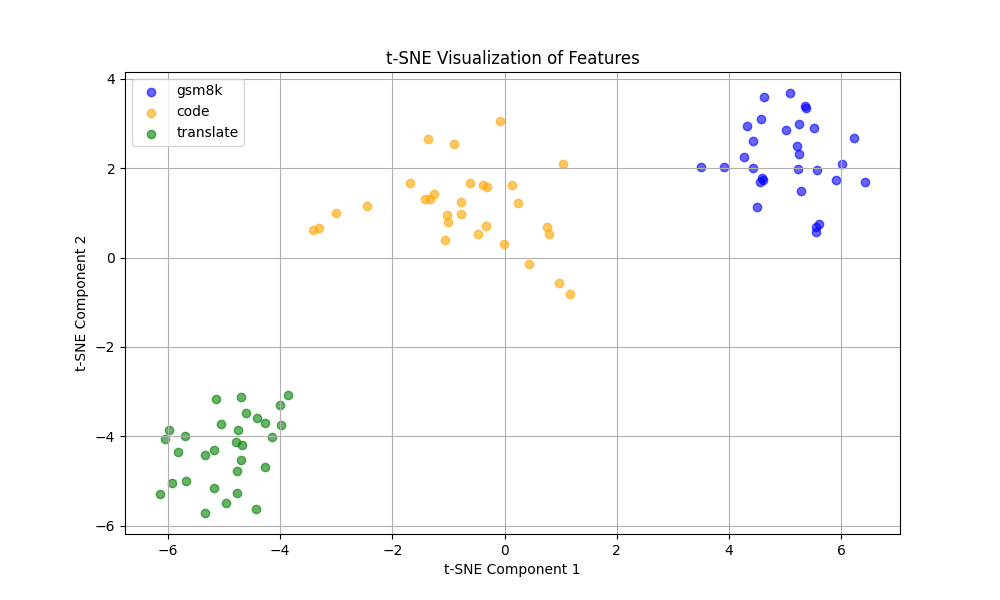 t-SNE Visualization of Features
gsm8k
code
translate
4
2
0
−2
−4
−6
t-SNE Component 2
−6 −4 −2 0 2 4 6
t-SNE Component 1